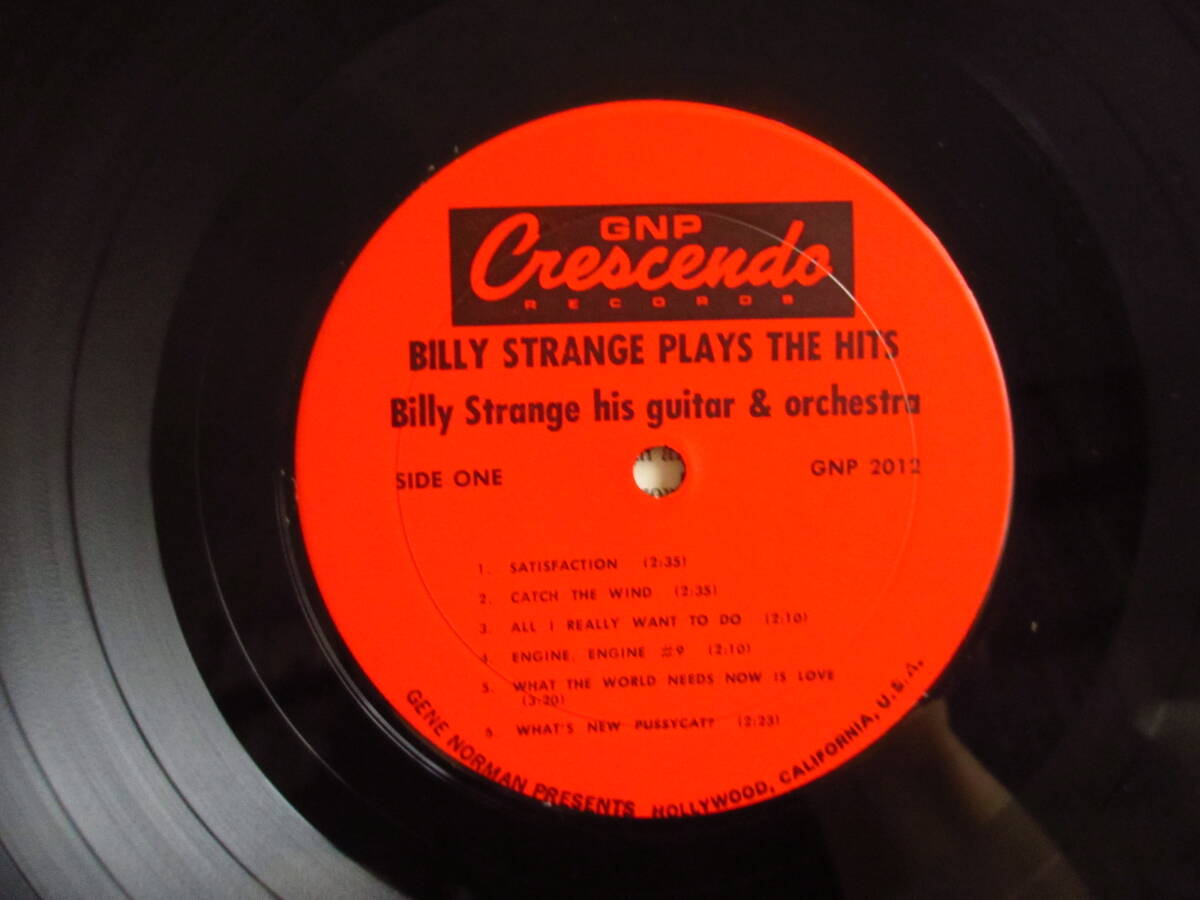 GNP
Crescendo
RECORDS
BILLY STRANGE PLAYS THE HITS
Billy Strange his guitar & orchestra
SIDE ONE
GNP 2012
1. SATISFACTION (2:35)
2. CATCH THE WIND (2:35)
3. ALL I REALLY WANT TO DO (2:10)
4. ENGINE, ENGINE #9 (2:10)
5. WHAT THE WORLD NEEDS NOW IS LOVE
(3:20)
6. WHAT'S NEW PUSSYCAT? (2:23)
GENE NORMAN PRESENTS HOLLYWOOD, CALIFORNIA, U.S.A.